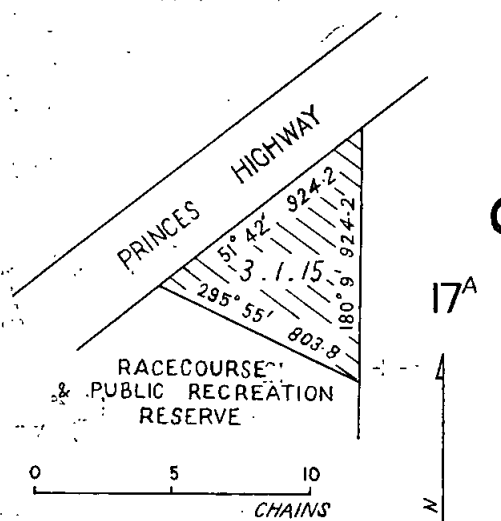 PRINCES HIGHWAY
51° 42' 924·2
924·2
180° 9'
3.1.15
295° 55' 803·8
17A
RACECOURSE
& PUBLIC RECREATION
RESERVE
0 5 10
CHAINS
N